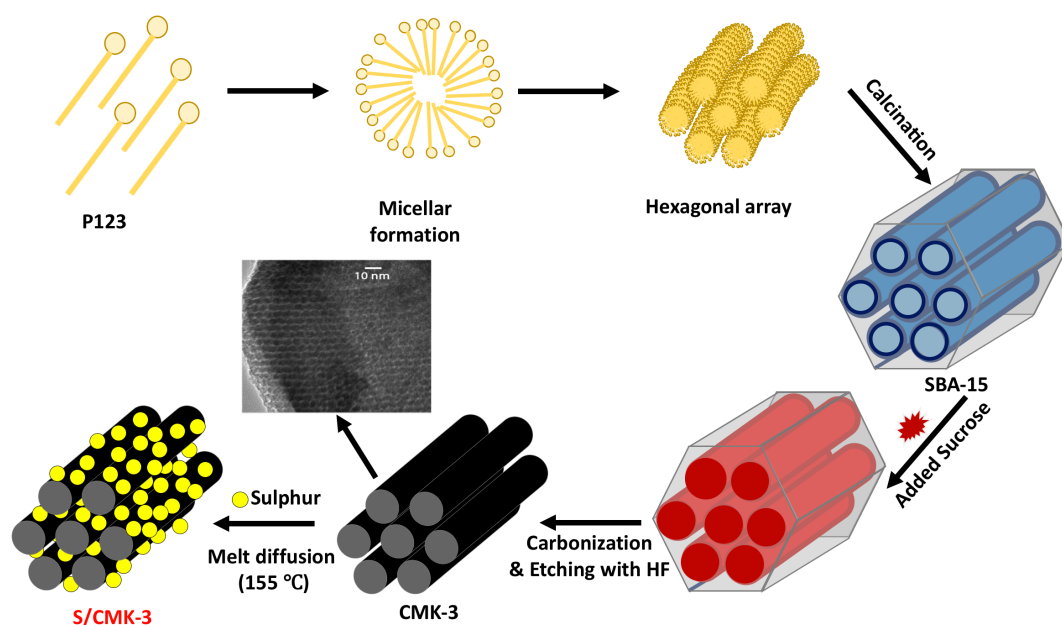 P123
Micellar
formation
Hexagonal array
Calcination
SBA-15
Added Sucrose
10 nm
Sulphur
Melt diffusion
(155 ℃)
Carbonization
& Etching with HF
CMK-3
S/CMK-3